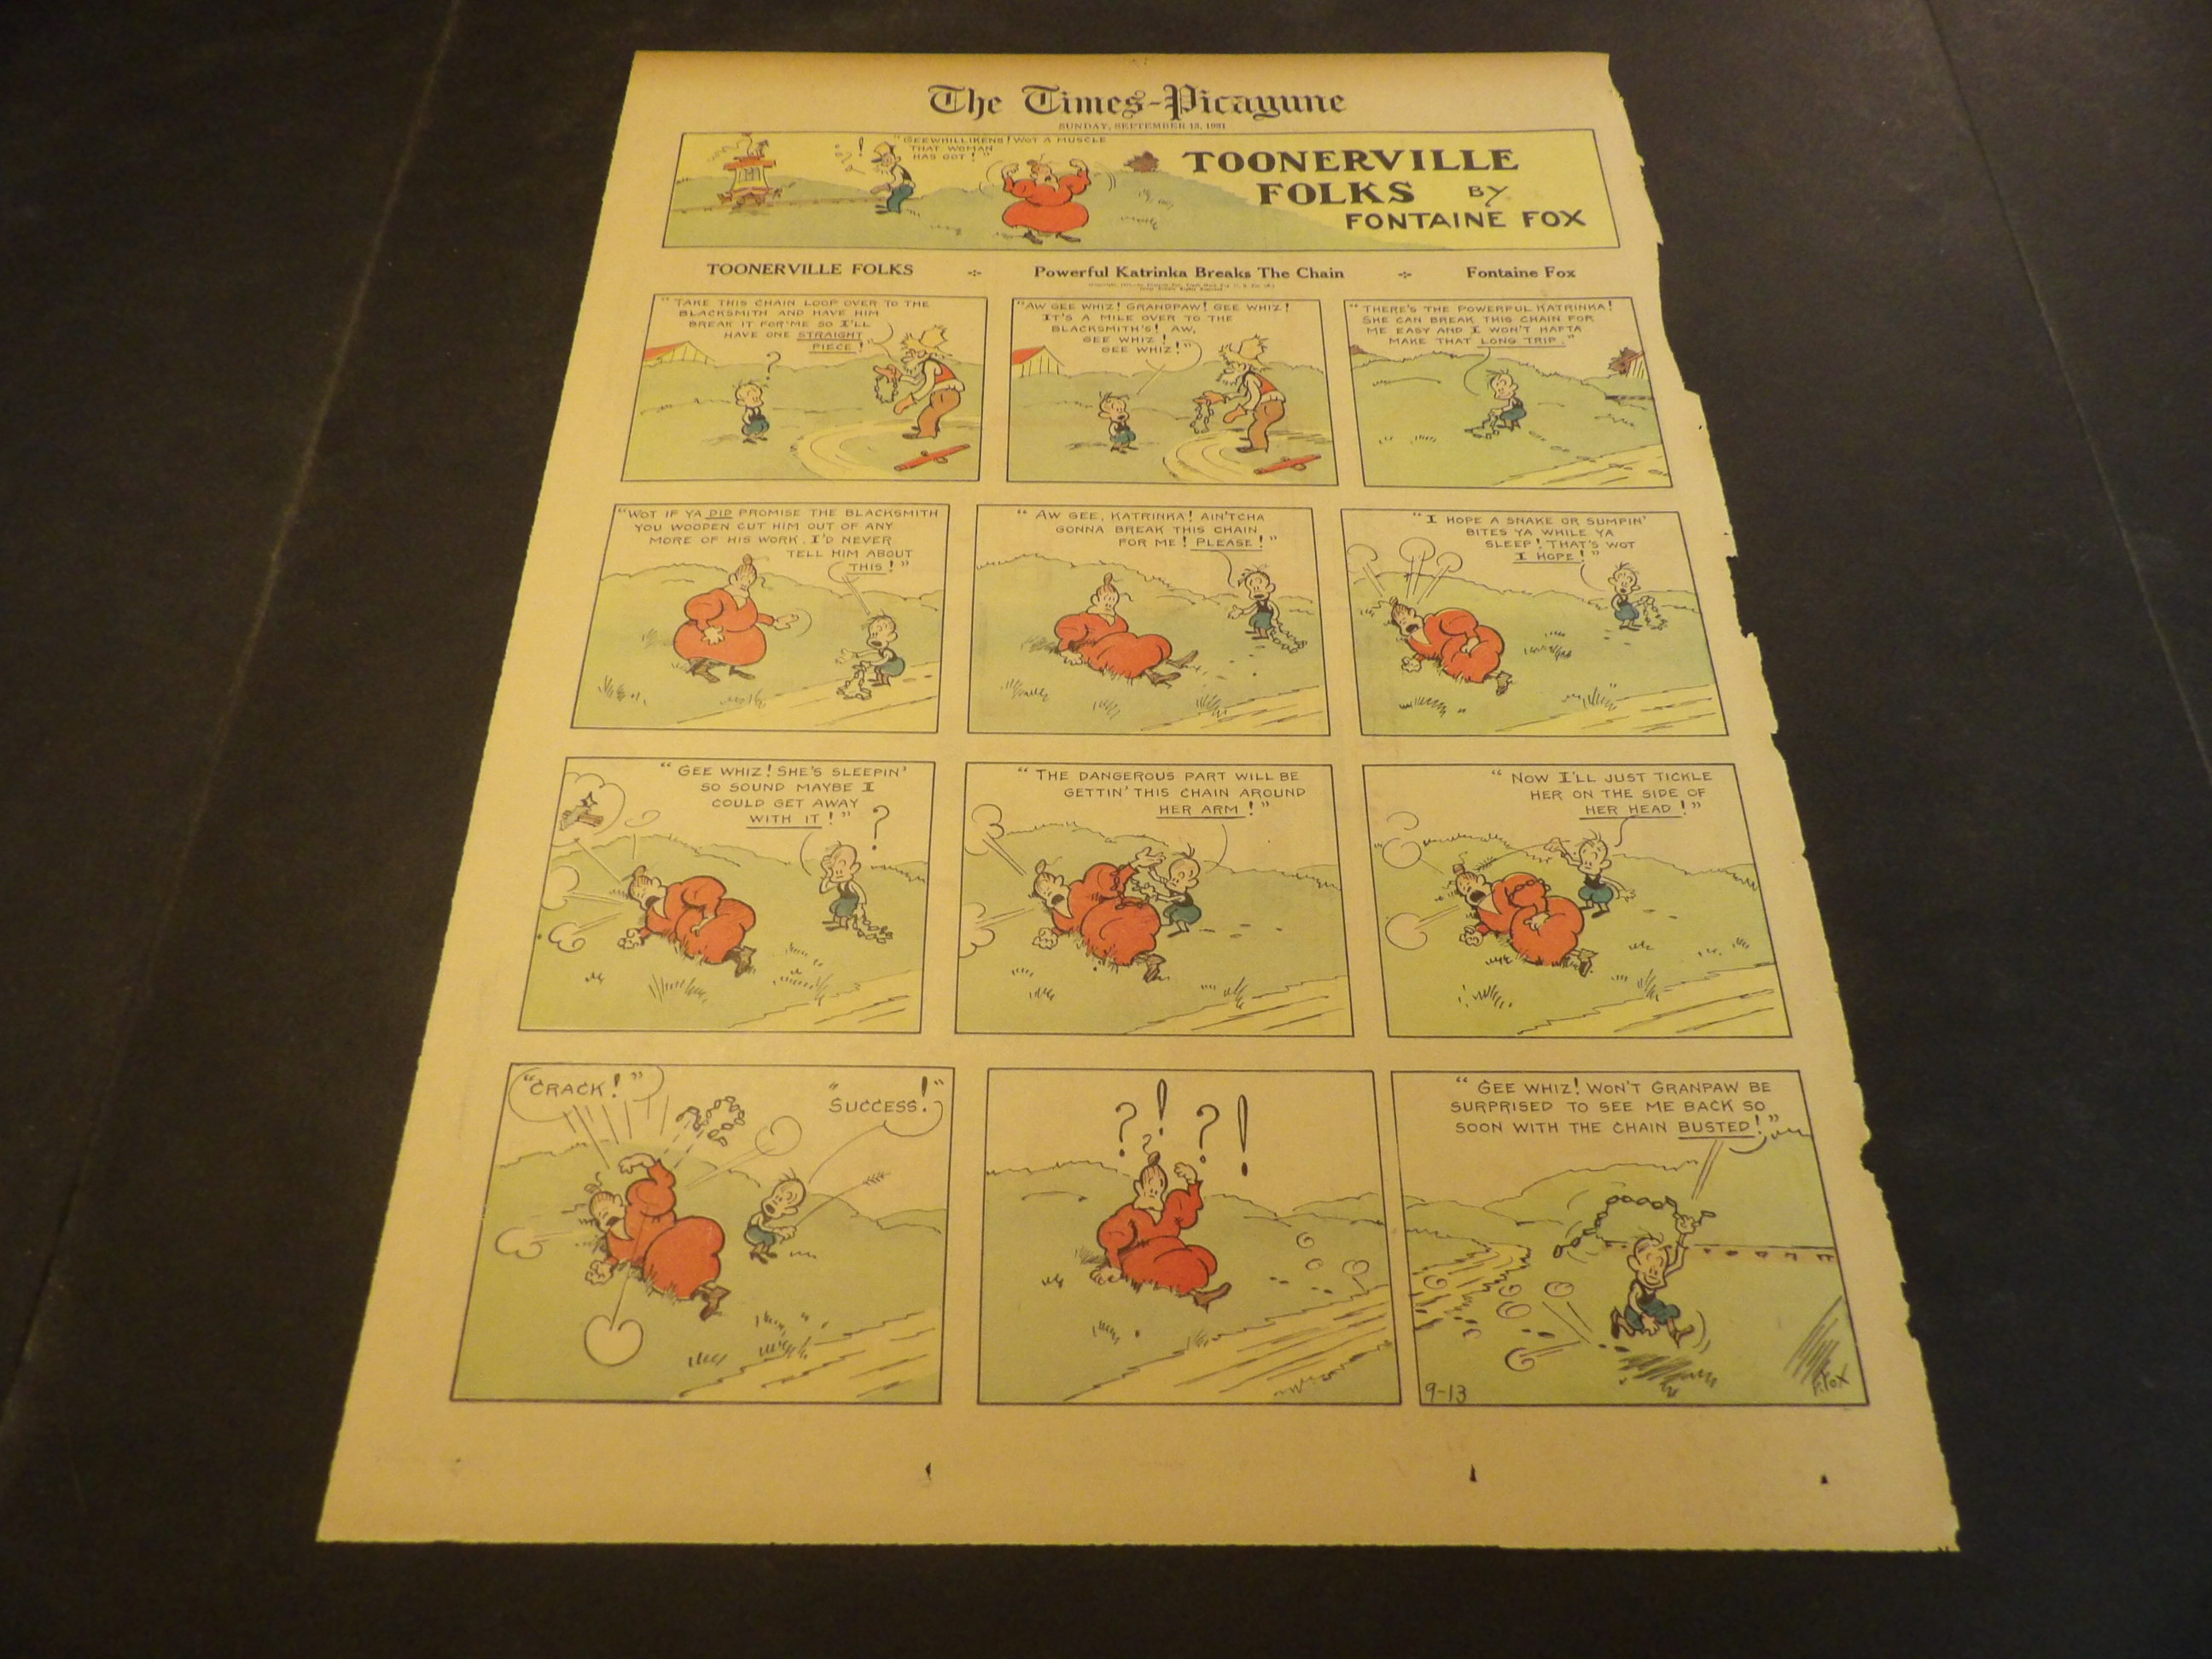 The Times-Picayune
SUNDAY, SEPTEMBER 13, 1931
"GEEWHILLIKENS! WOT A MUSCLE
THAT WOMAN
HAS GOT!"
TOONERVILLE
FOLKS BY
FONTAINE FOX
TOONERVILLE FOLKS
Powerful Katrinka Breaks The Chain
Fontaine Fox
"TAKE THIS CHAIN LOOP OVER TO THE
BLACKSMITH AND HAVE HIM
BREAK IT FOR ME SO I'LL
HAVE ONE STRAIGHT
PIECE!"
?
"AW GEE WHIZ! GRANDPAW! GEE WHIZ!
IT'S A MILE OVER TO THE
BLACKSMITH'S! AW,
GEE WHIZ!
GEE WHIZ!"
"THERE'S THE POWERFUL KATRINKA!
SHE CAN BREAK THIS CHAIN FOR
ME EASY AND I WON'T HAFTA
MAKE THAT LONG TRIP."
"WOT IF YA DID PROMISE THE BLACKSMITH
YOU WOODEN CUT HIM OUT OF ANY
MORE OF HIS WORK. I'D NEVER
TELL HIM ABOUT
THIS!"
"AW GEE, KATRINKA! AIN'TCHA
GONNA BREAK THIS CHAIN
FOR ME! PLEASE!"
"I HOPE A SNAKE OR SUMPIN'
BITES YA WHILE YA
SLEEP! THAT'S WOT
I HOPE!"
"GEE WHIZ! SHE'S SLEEPIN'
SO SOUND MAYBE I
COULD GET AWAY
WITH IT!"
?
"THE DANGEROUS PART WILL BE
GETTIN' THIS CHAIN AROUND
HER ARM!"
"NOW I'LL JUST TICKLE
HER ON THE SIDE OF
HER HEAD!"
"CRACK!"
"SUCCESS!"
?!?!
"GEE WHIZ! WON'T GRANPAW BE
SURPRISED TO SEE ME BACK SO
SOON WITH THE CHAIN BUSTED!"
9-13
F. FOX